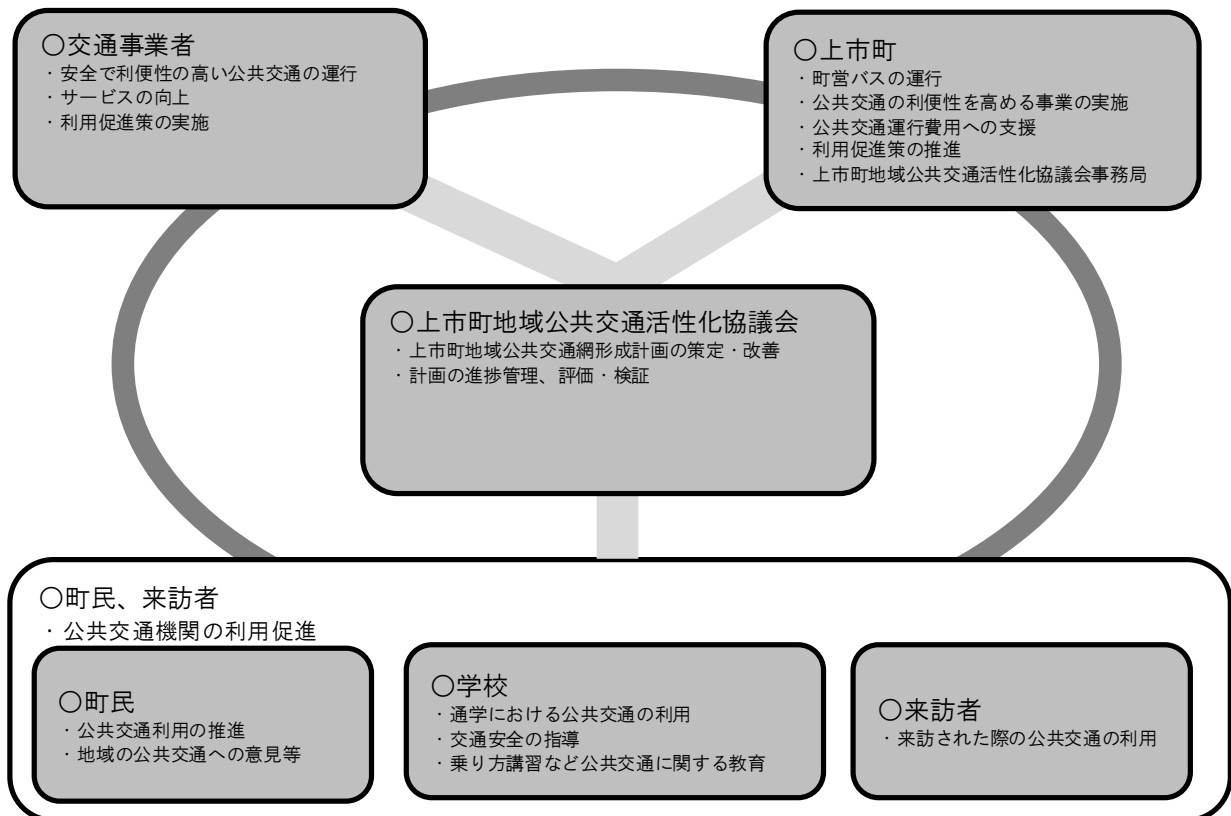 ○交通事業者
・安全で利便性の高い公共交通の運行
・サービスの向上
・利用促進策の実施
○上市町
・町営バスの運行
・公共交通の利便性を高める事業の実施
・公共交通運行費用への支援
・利用促進策の推進
・上市町地域公共交通活性化協議会事務局
○上市町地域公共交通活性化協議会
・上市町地域公共交通網形成計画の策定・改善
・計画の進捗管理、評価・検証
○町民、来訪者
・公共交通機関の利用促進
○町民
・公共交通利用の推進
・地域の公共交通への意見等
○学校
・通学における公共交通の利用
・交通安全の指導
・乗り方講習など公共交通に関する教育
○来訪者
・来訪された際の公共交通の利用